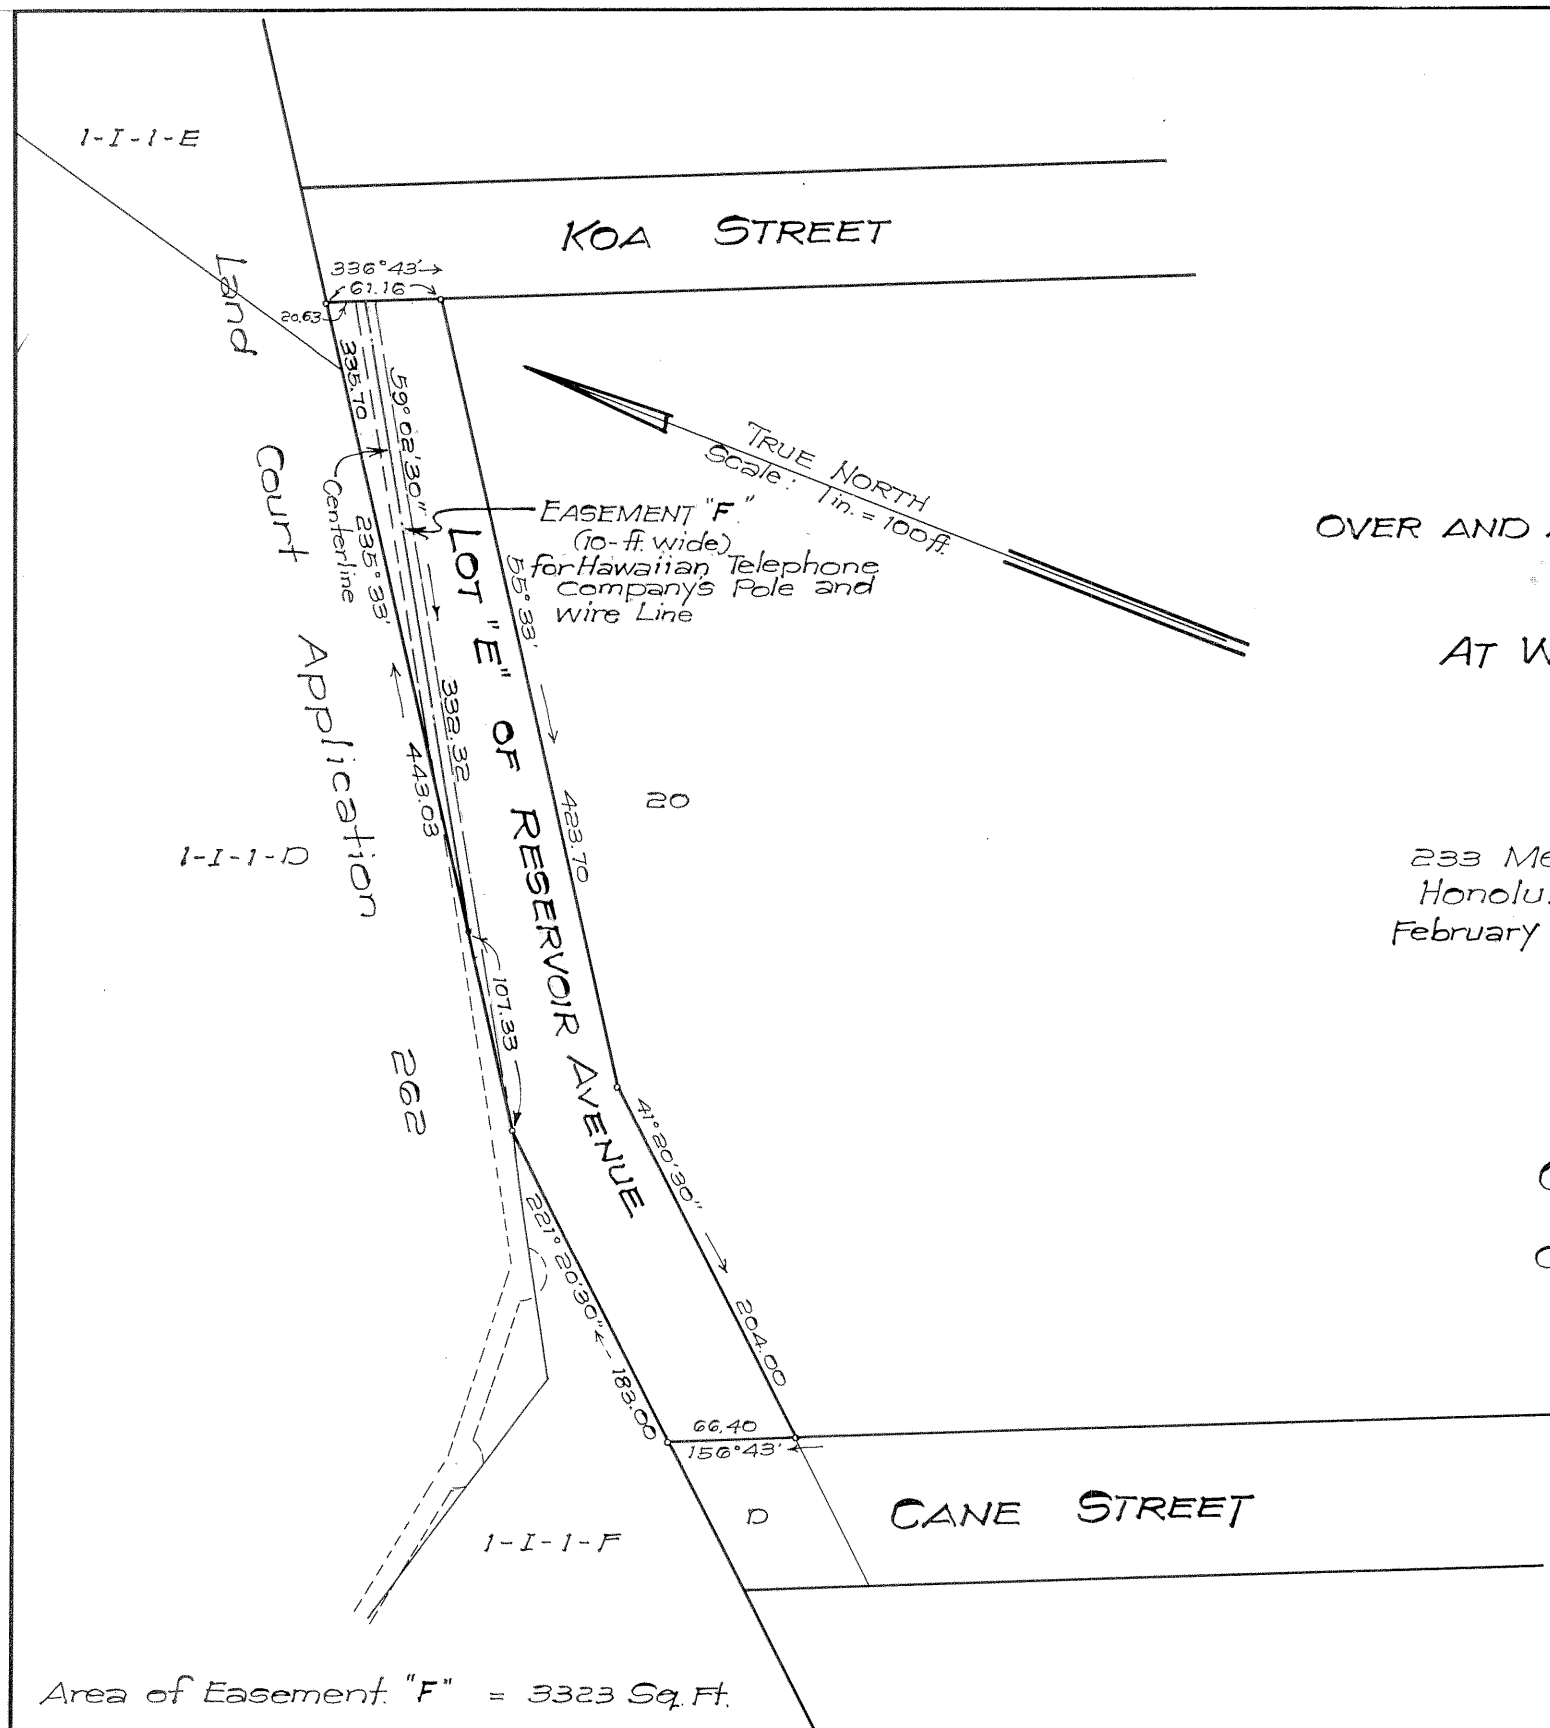 1-I-1-E
KOA STREET
336°43'
61.16
20.63
Land
Court
Application
262
335.70
59°02'30"
Centerline
235°33'
443.03
332.32
EASEMENT "F"
(10-ft. wide)
for Hawaiian Telephone
Company's Pole and
Wire Line
TRUE NORTH
Scale: 1in. = 100ft.
OVER AND
AT W
LOT "E" OF RESERVOIR AVENUE
55°33'
423.70
20
1-I-1-D
233 Me
Honolu
February
107.33
41°20'30"
204.00
221°20'30"
183.00
66.40
156°43'
D
CANE STREET
1-I-1-F
Area of Easement "F" = 3323 Sq. Ft.